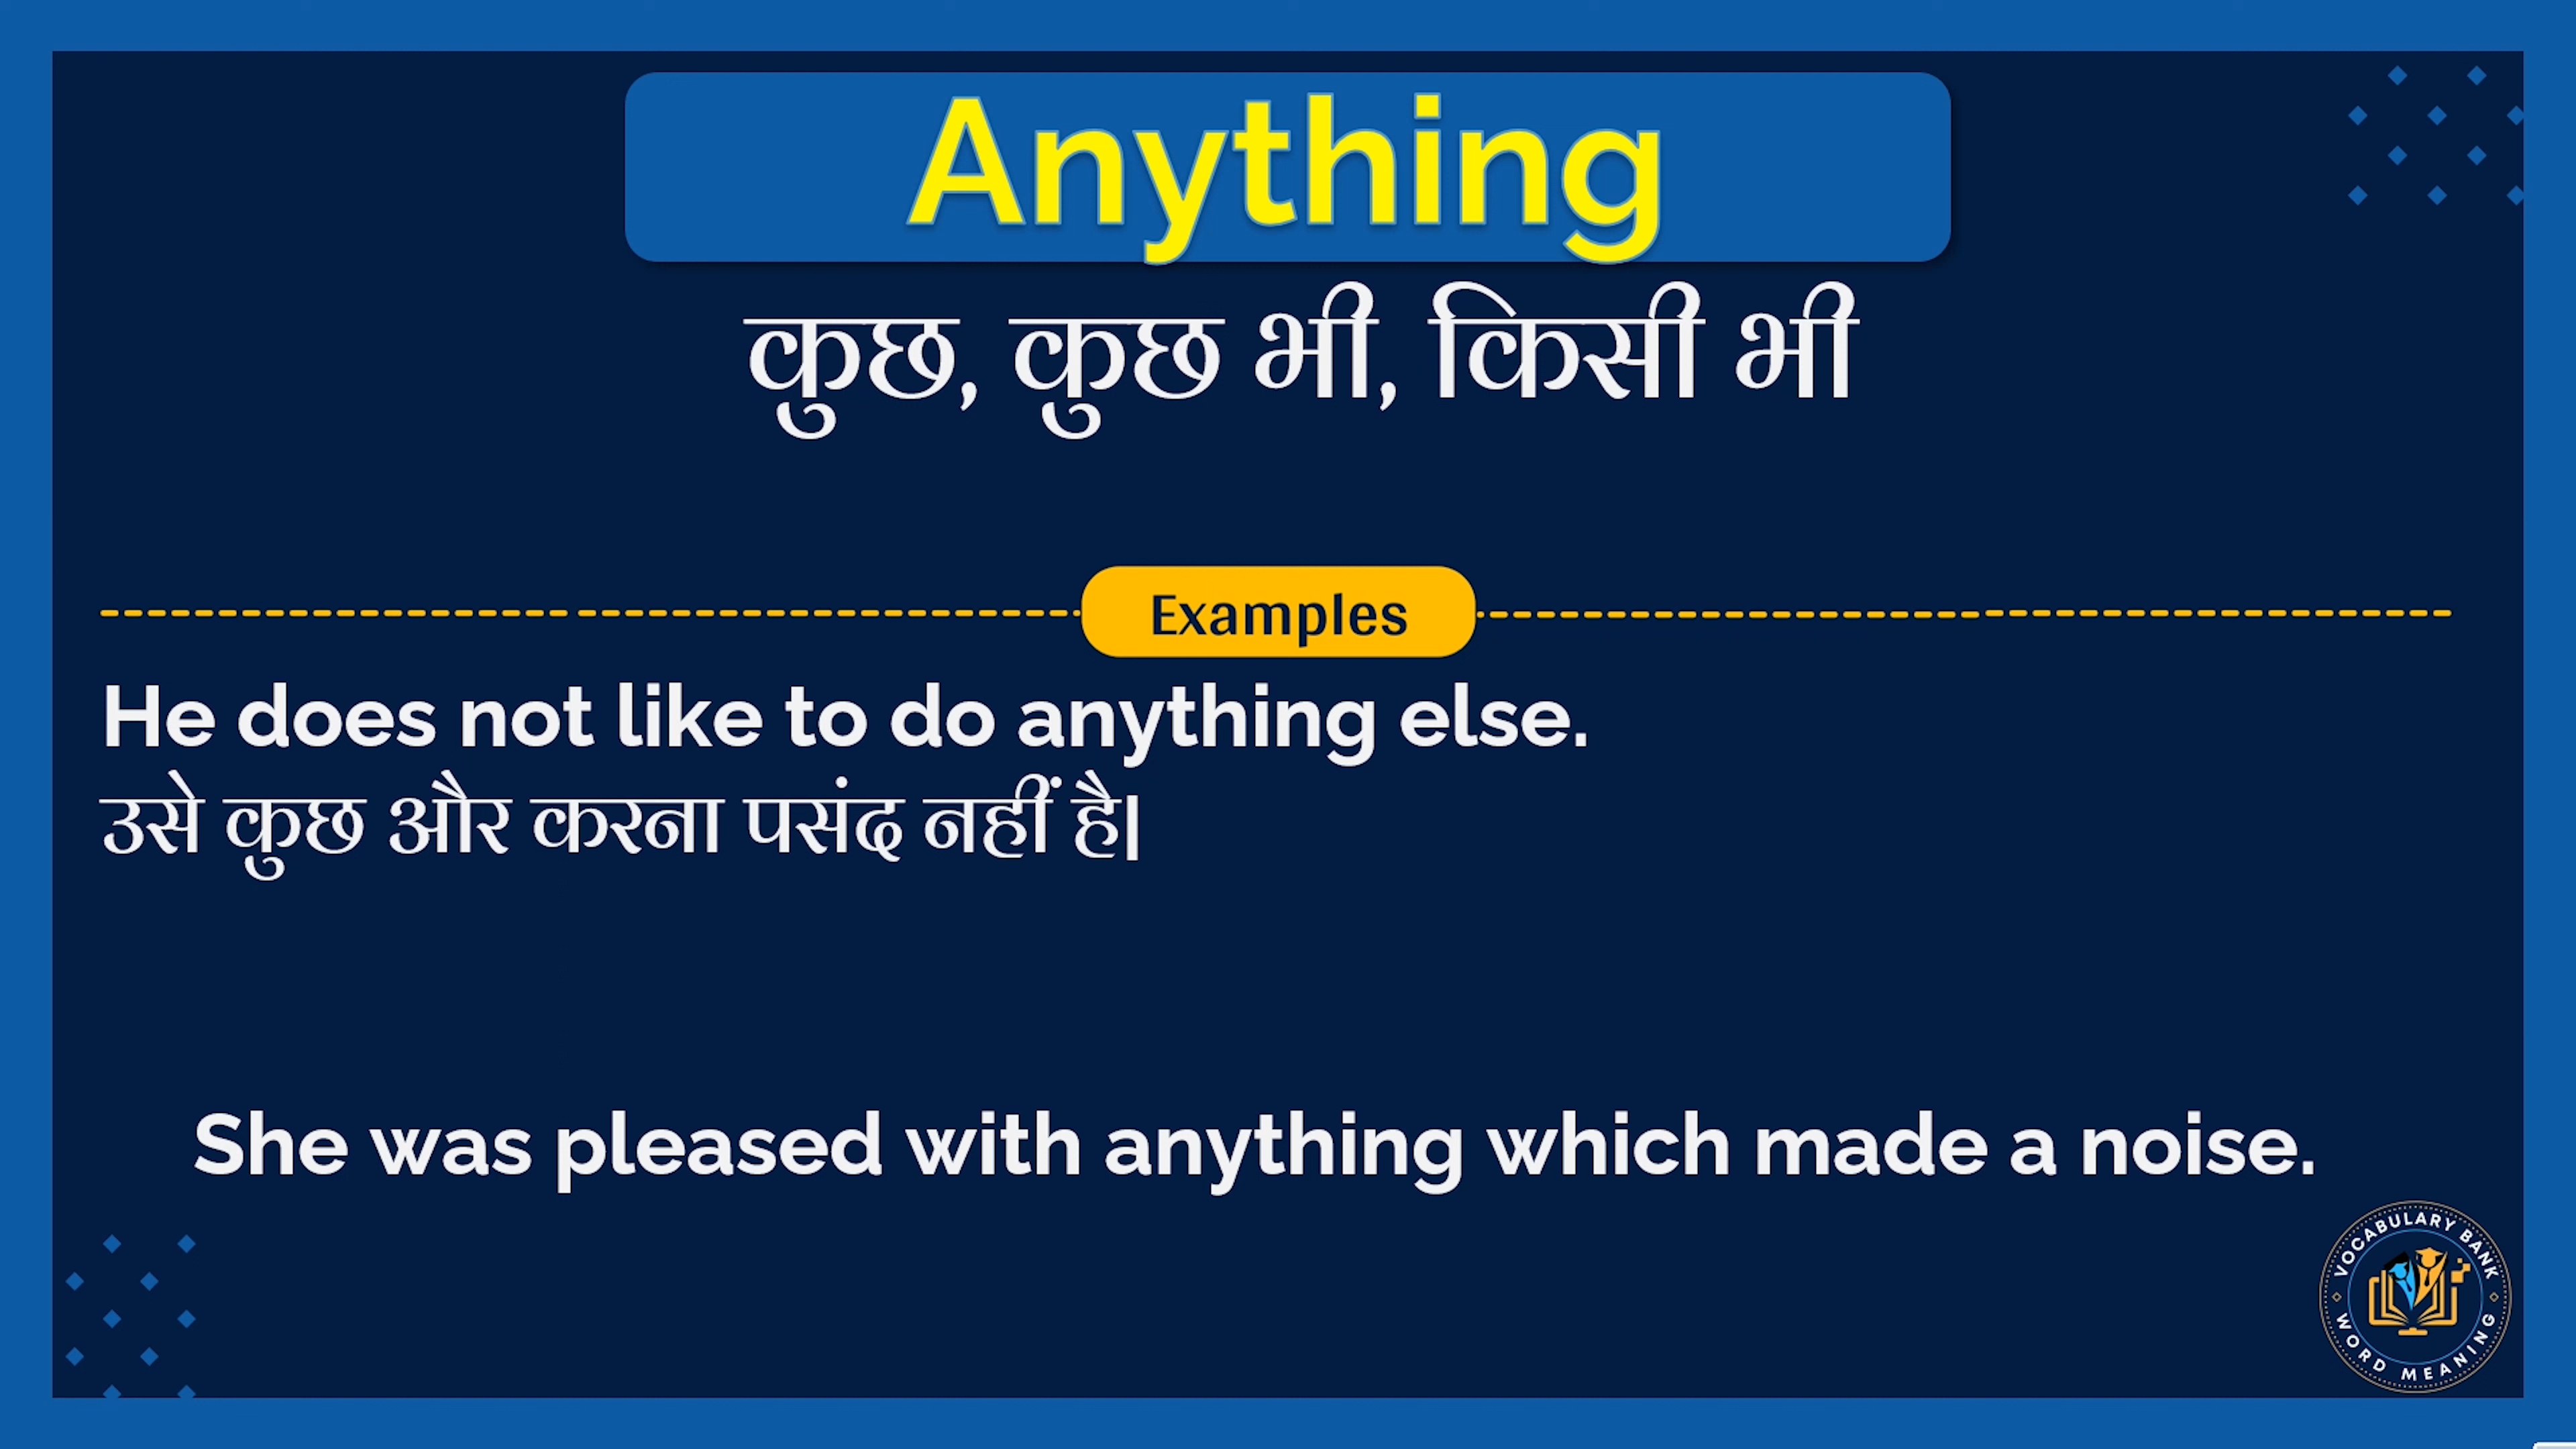 Anything
कुछ, कुछ भी, किसी भी
Examples
He does not like to do anything else.
उसे कुछ और करना पसंद नहीं है।
She was pleased with anything which made a noise.
VOCABULARY BANK
WORD MEANING